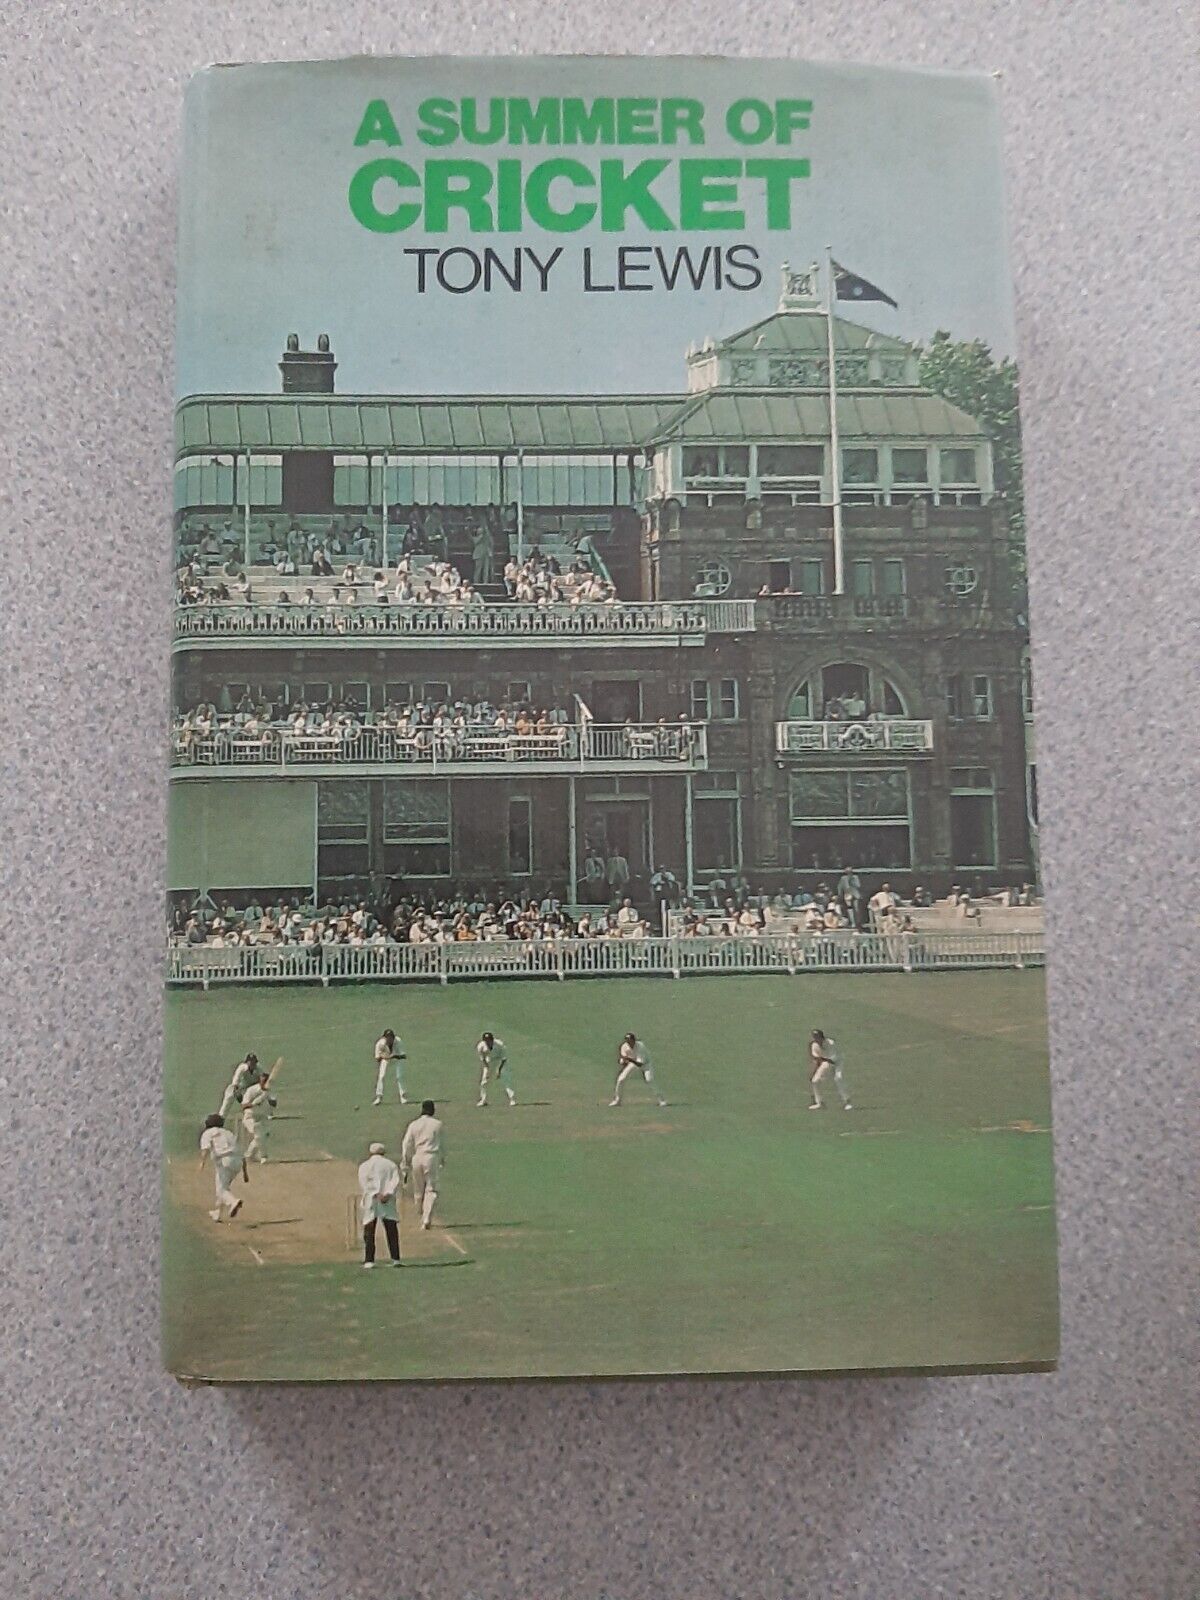 A SUMMER OF
CRICKET
TONY LEWIS